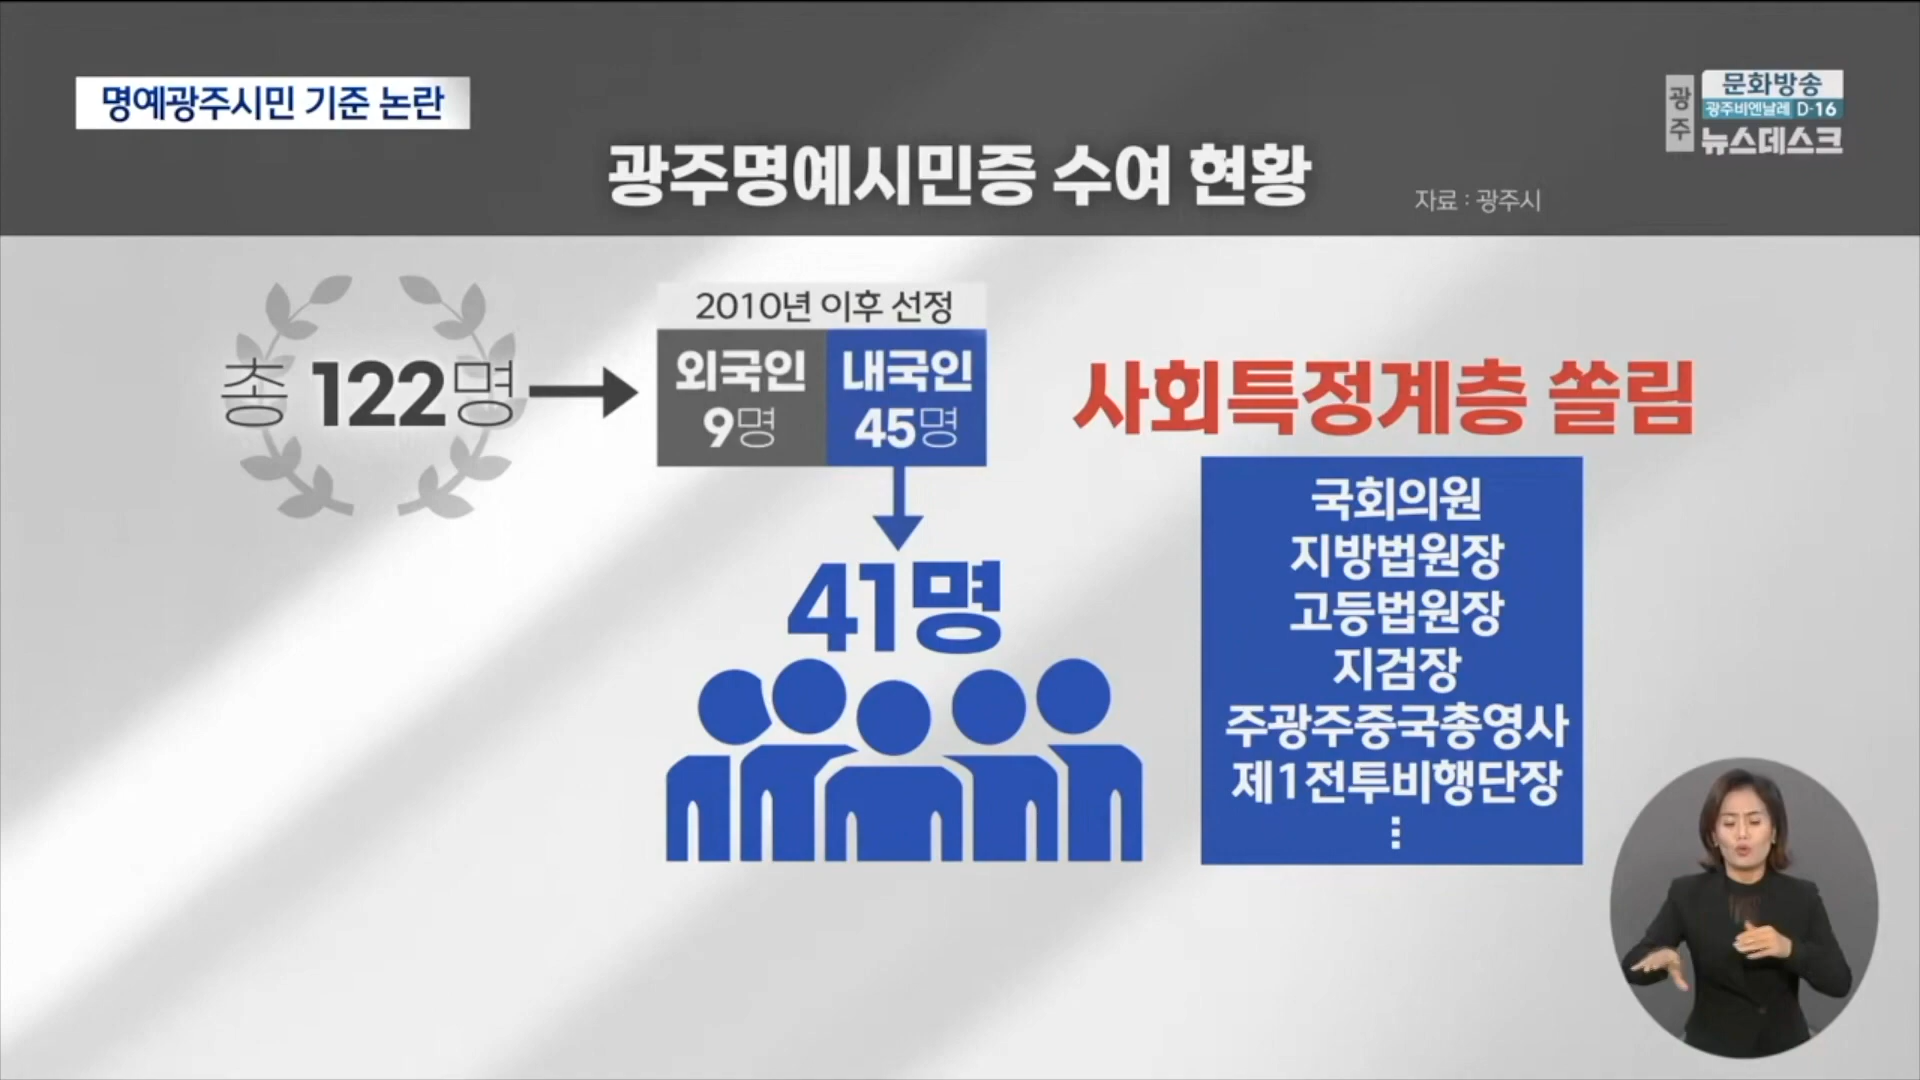 명예광주시민 기준 논란
광주
문화방송
광주비엔날레 D-16
뉴스데스크
광주명예시민증 수여 현황
자료 : 광주시
총 122명
2010년 이후 선정
외국인
9명
내국인
45명
41명
사회특정계층 쏠림
국회의원
지방법원장
고등법원장
지검장
주광주중국총영사
제1전투비행단장
⋮